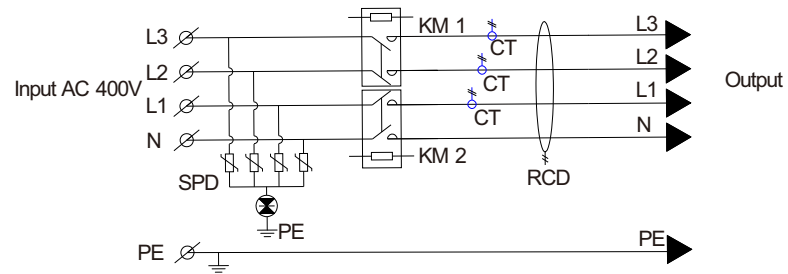 L3
KM 1
L3
CT
L2
L2
CT
Input AC 400V
Output
L1
L1
CT
N
N
KM 2
SPD
RCD
PE
PE
PE